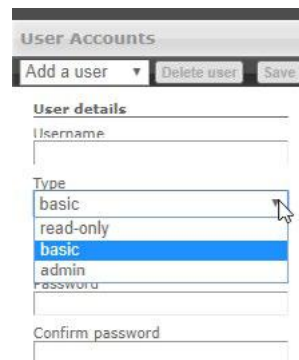 User Accounts
Add a user Delete user Save
User details
Username
Type
basic
read-only
basic
admin
Password
Confirm password